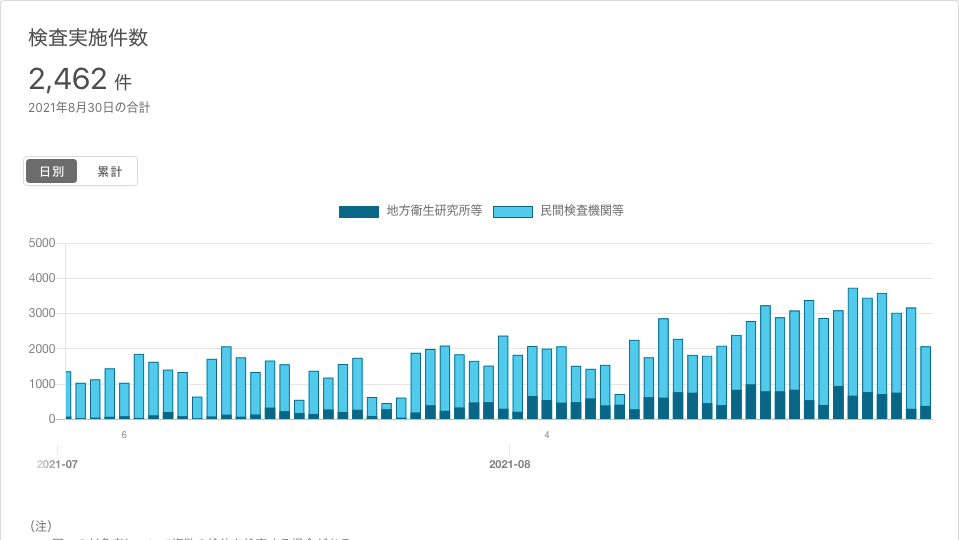 検査実施件数
2,462 件
2021年8月30日の合計
日別 累計
地方衛生研究所等 民間検査機関等
5000
4000
3000
2000
1000
0
6 4
2021-07 2021-08
（注）